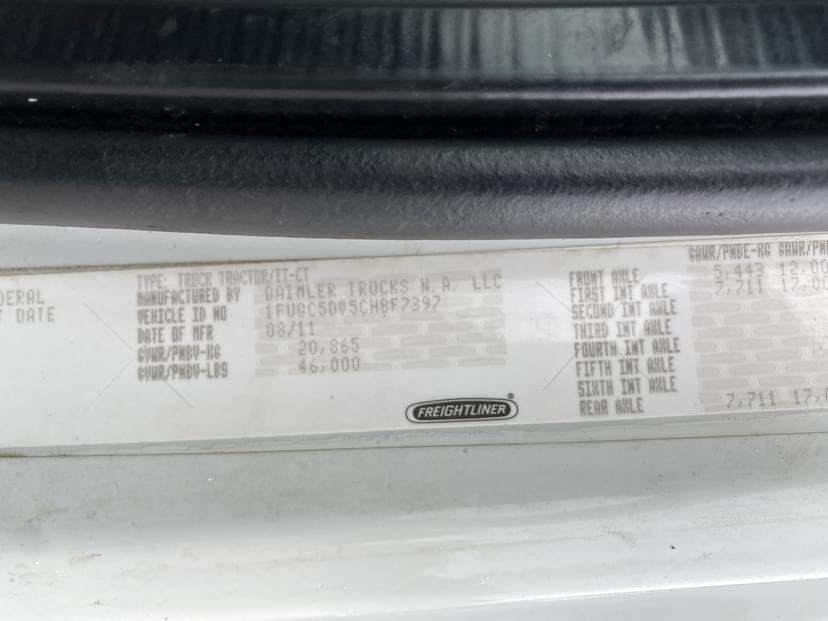 DERAL
T DATE
TYPE: TRUCK TRACTOR/TT-CT
MANUFACTURED BY DAIMLER TRUCKS N.A. LLC
VEHICLE ID NO 1FUGC5DV5CHBF7397
DATE OF MFR 08/11
GVWR/PNBV-KG 20,865
GVWR/PNBV-LBS 46,000
FREIGHTLINER®
GAWR/PNBE-KG GAWR/PN
FRONT AXLE 5,443 12,00
FIRST INT AXLE 7,711 17,00
SECOND INT AXLE
THIRD INT AXLE
FOURTH INT AXLE
FIFTH INT AXLE
SIXTH INT AXLE
REAR AXLE 7,711 17,